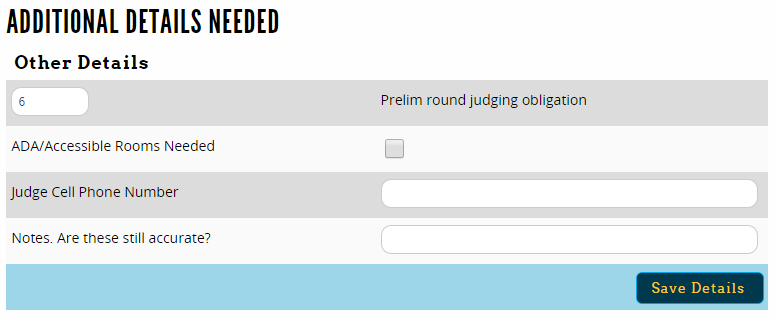 ADDITIONAL DETAILS NEEDED
Other Details
6 Prelim round judging obligation
ADA/Accessible Rooms Needed
Judge Cell Phone Number
Notes. Are these still accurate?
Save Details